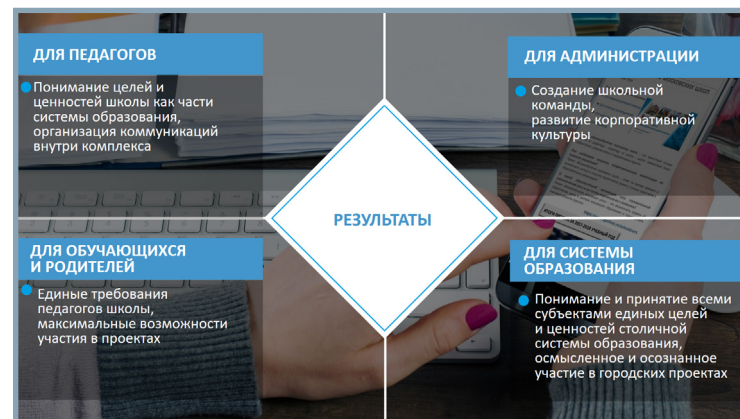 ДЛЯ ПЕДАГОГОВ
Понимание целей и
ценностей школы как части
системы образования,
организация коммуникаций
внутри комплекса
ДЛЯ АДМИНИСТРАЦИИ
Создание школьной
команды,
развитие корпоративной
культуры
РЕЗУЛЬТАТЫ
ДЛЯ ОБУЧАЮЩИХСЯ
И РОДИТЕЛЕЙ
Единые требования
педагогов школы,
максимальные возможности
участия в проектах
ДЛЯ СИСТЕМЫ
ОБРАЗОВАНИЯ
Понимание и принятие всеми
субъектами единых целей
и ценностей столичной
системы образования,
осмысленное и осознанное
участие в городских проектах